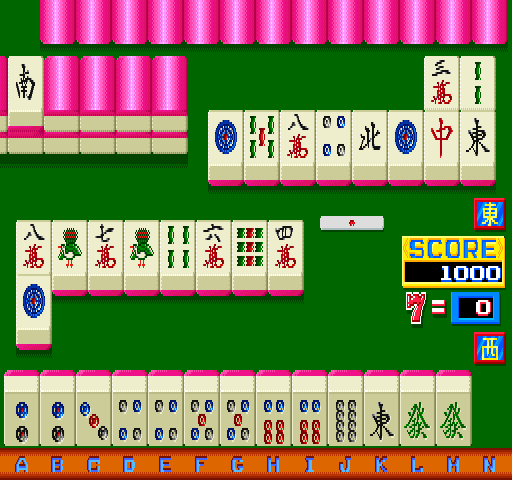 南
三萬
八萬 北 中 東
東
八萬 七萬 六萬 四萬
SCORE
1000
7 = 0
西
東 發 發
A B C D E F G H I J K L M N